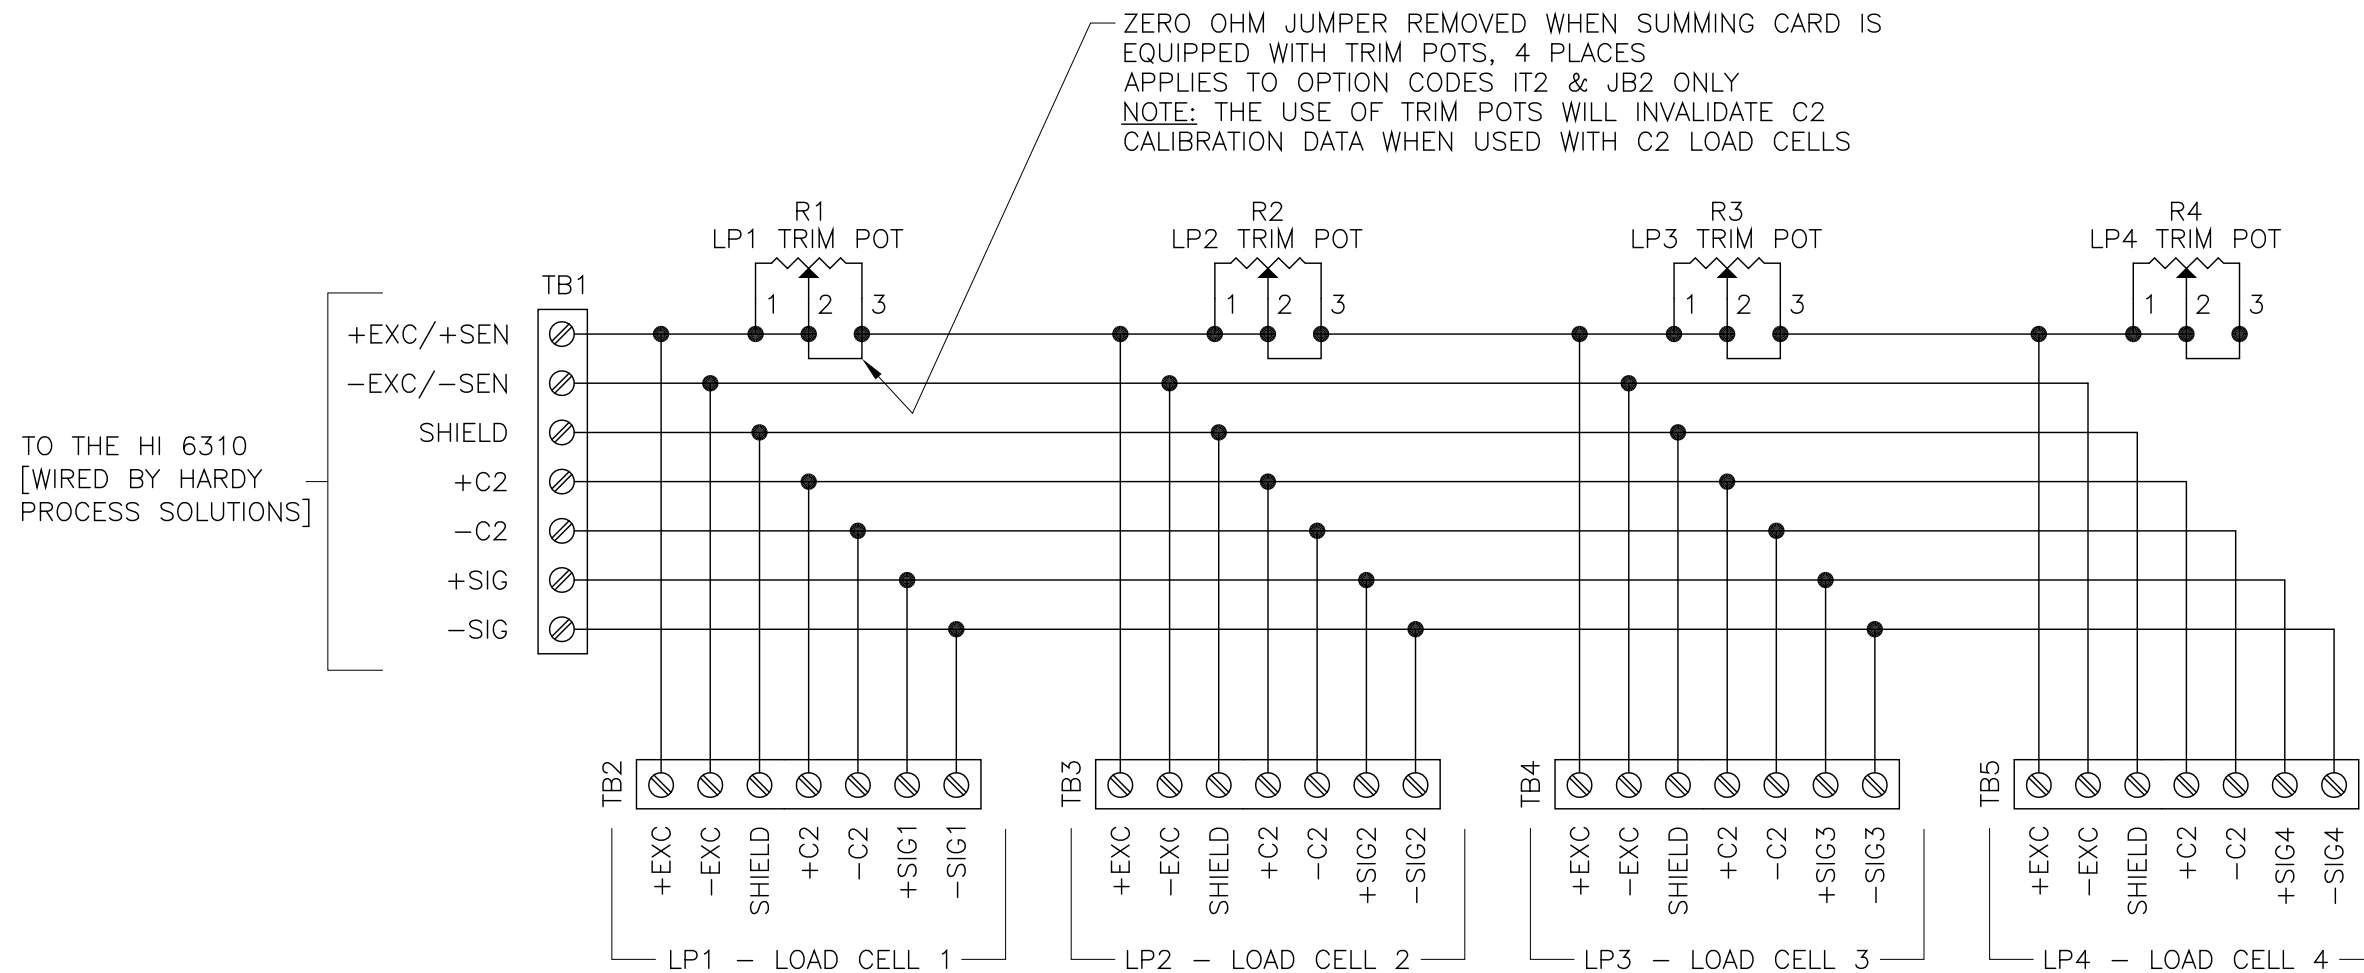 ZERO OHM JUMPER REMOVED WHEN SUMMING CARD IS
EQUIPPED WITH TRIM POTS, 4 PLACES
APPLIES TO OPTION CODES IT2 & JB2 ONLY
NOTE: THE USE OF TRIM POTS WILL INVALIDATE C2
CALIBRATION DATA WHEN USED WITH C2 LOAD CELLS
R1
LP1 TRIM POT
1 2 3
R2
LP2 TRIM POT
1 2 3
R3
LP3 TRIM POT
1 2 3
R4
LP4 TRIM POT
1 2 3
TB1
+EXC/+SEN
-EXC/-SEN
SHIELD
+C2
-C2
+SIG
-SIG
TO THE HI 6310
[WIRED BY HARDY
PROCESS SOLUTIONS]
TB2
+EXC
-EXC
SHIELD
+C2
-C2
+SIG1
-SIG1
LP1 - LOAD CELL 1
TB3
+EXC
-EXC
SHIELD
+C2
-C2
+SIG2
-SIG2
LP2 - LOAD CELL 2
TB4
+EXC
-EXC
SHIELD
+C2
-C2
+SIG3
-SIG3
LP3 - LOAD CELL 3
TB5
+EXC
-EXC
SHIELD
+C2
-C2
+SIG4
-SIG4
LP4 - LOAD CELL 4